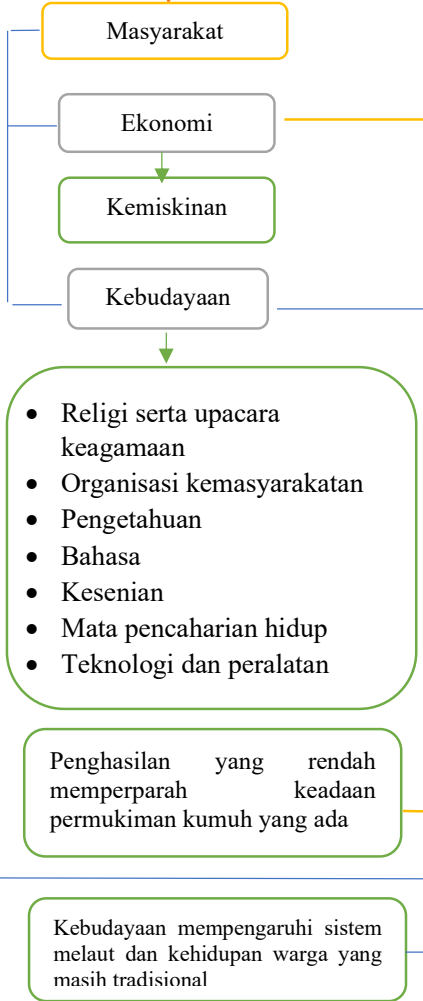 Masyarakat
Ekonomi
Kemiskinan
Kebudayaan
• Religi serta upacara
keagamaan
• Organisasi kemasyarakatan
• Pengetahuan
• Bahasa
• Kesenian
• Mata pencaharian hidup
• Teknologi dan peralatan
Penghasilan yang rendah
memperparah keadaan
permukiman kumuh yang ada
Kebudayaan mempengaruhi sistem
melaut dan kehidupan warga yang
masih tradisional